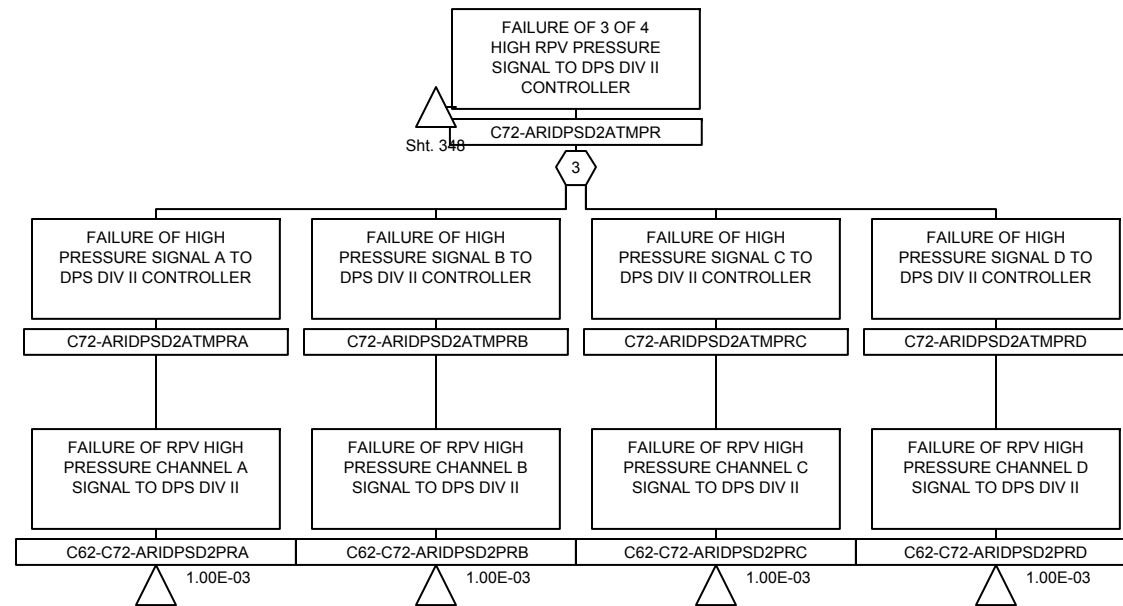 FAILURE OF 3 OF 4
HIGH RPV PRESSURE
SIGNAL TO DPS DIV II
CONTROLLER
C72-ARIDPSD2ATMPR
Sht. 348
3
FAILURE OF HIGH
PRESSURE SIGNAL A TO
DPS DIV II CONTROLLER
FAILURE OF HIGH
PRESSURE SIGNAL B TO
DPS DIV II CONTROLLER
FAILURE OF HIGH
PRESSURE SIGNAL C TO
DPS DIV II CONTROLLER
FAILURE OF HIGH
PRESSURE SIGNAL D TO
DPS DIV II CONTROLLER
C72-ARIDPSD2ATMPRA
C72-ARIDPSD2ATMPRB
C72-ARIDPSD2ATMPRC
C72-ARIDPSD2ATMPRD
FAILURE OF RPV HIGH
PRESSURE CHANNEL A
SIGNAL TO DPS DIV II
FAILURE OF RPV HIGH
PRESSURE CHANNEL B
SIGNAL TO DPS DIV II
FAILURE OF RPV HIGH
PRESSURE CHANNEL C
SIGNAL TO DPS DIV II
FAILURE OF RPV HIGH
PRESSURE CHANNEL D
SIGNAL TO DPS DIV II
C62-C72-ARIDPSD2PRA
C62-C72-ARIDPSD2PRB
C62-C72-ARIDPSD2PRC
C62-C72-ARIDPSD2PRD
1.00E-03
1.00E-03
1.00E-03
1.00E-03